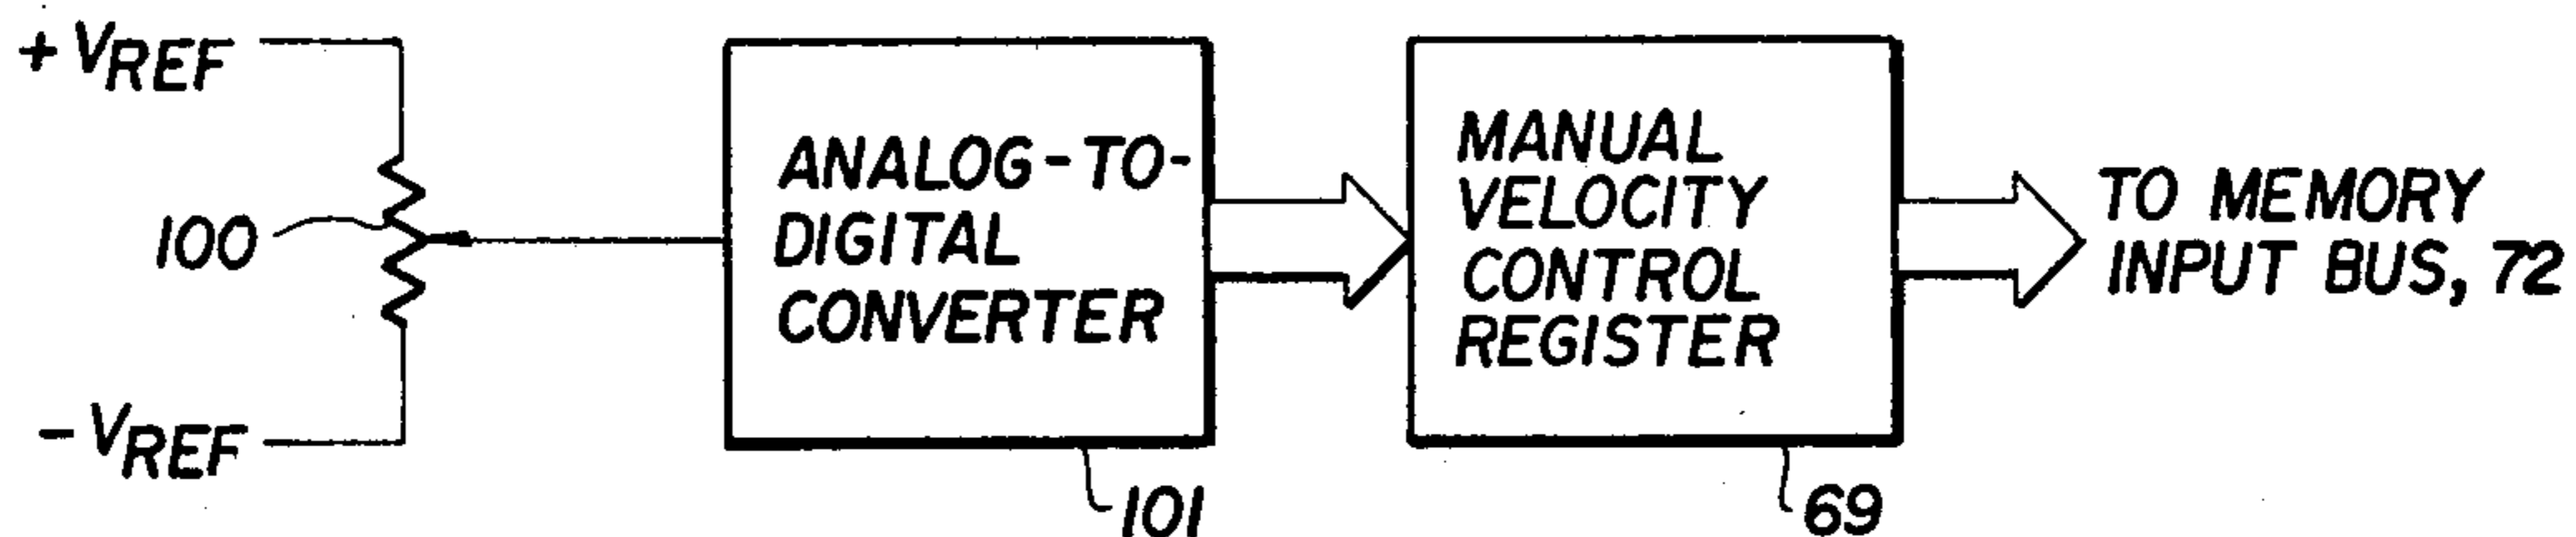 +VREF
100
-VREF
ANALOG-TO-
DIGITAL
CONVERTER
101
MANUAL
VELOCITY
CONTROL
REGISTER
69
TO MEMORY
INPUT BUS, 72